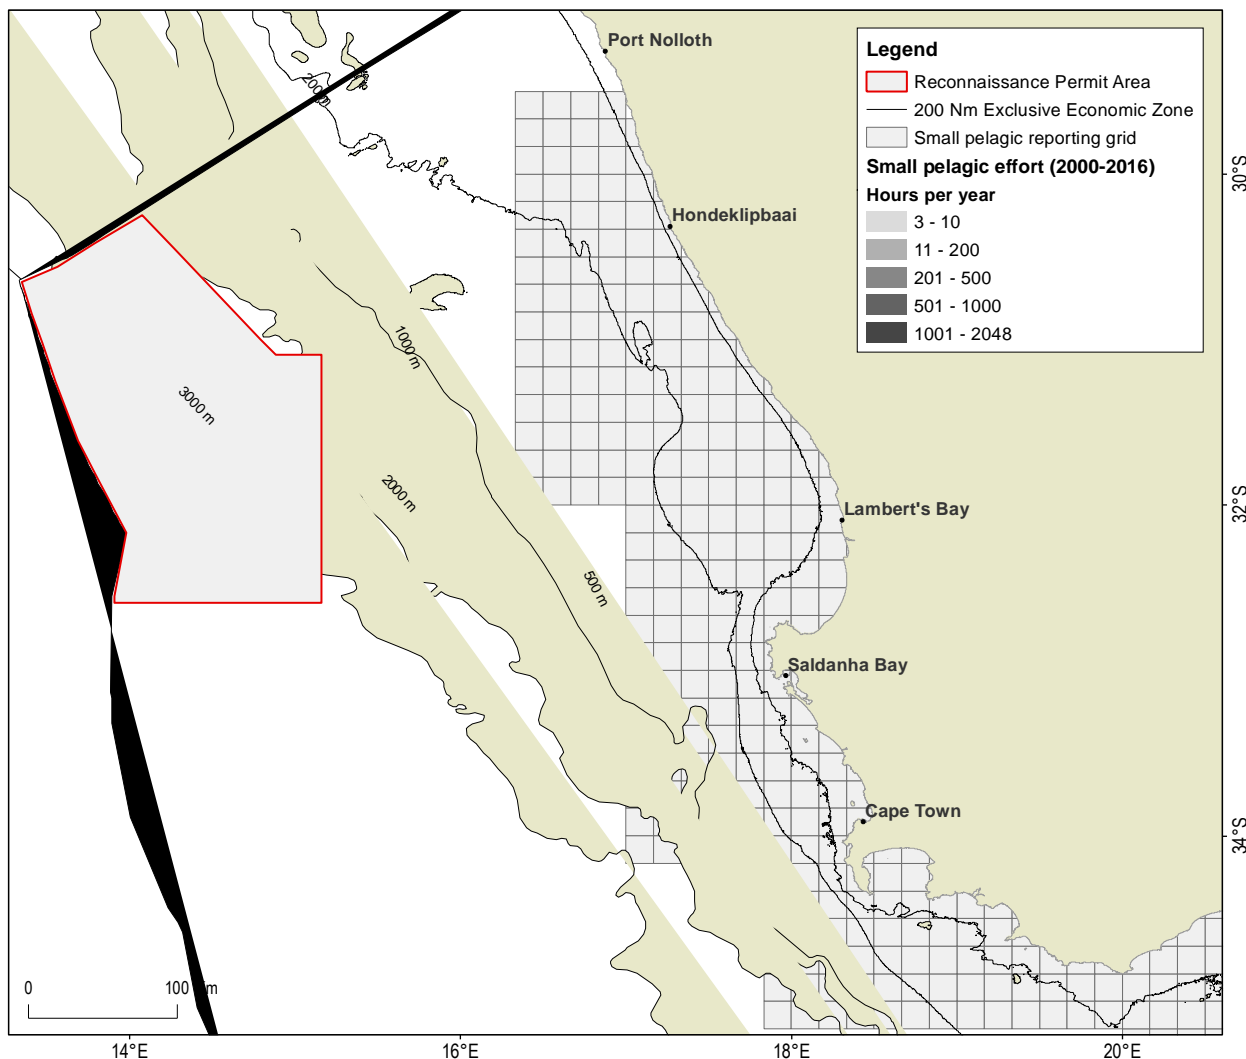 Port Nolloth
Legend
Reconnaissance Permit Area
200 Nm Exclusive Economic Zone
Small pelagic reporting grid
Small pelagic effort (2000-2016)
Hours per year
3 - 10
11 - 200
201 - 500
501 - 1000
1001 - 2048
200 m
30°S
Hondeklipbaai
1000 m
3000 m
2000 m
32°S
Lambert's Bay
500 m
Saldanha Bay
Cape Town
34°S
0
100
14°E
16°E
18°E
20°E